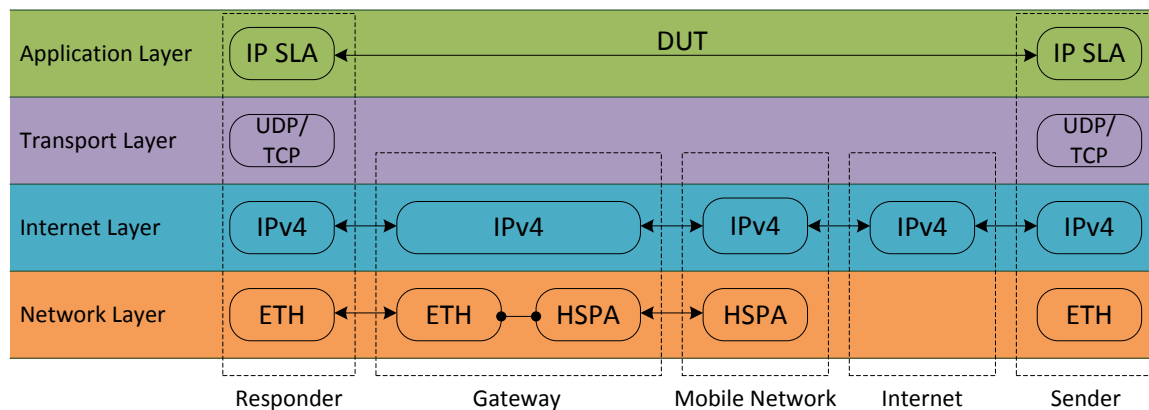 DUT
Application Layer
IP SLA
IP SLA
Transport Layer
UDP/
TCP
UDP/
TCP
Internet Layer
IPv4
IPv4
IPv4
IPv4
IPv4
Network Layer
ETH
ETH
HSPA
HSPA
ETH
Responder
Gateway
Mobile Network
Internet
Sender